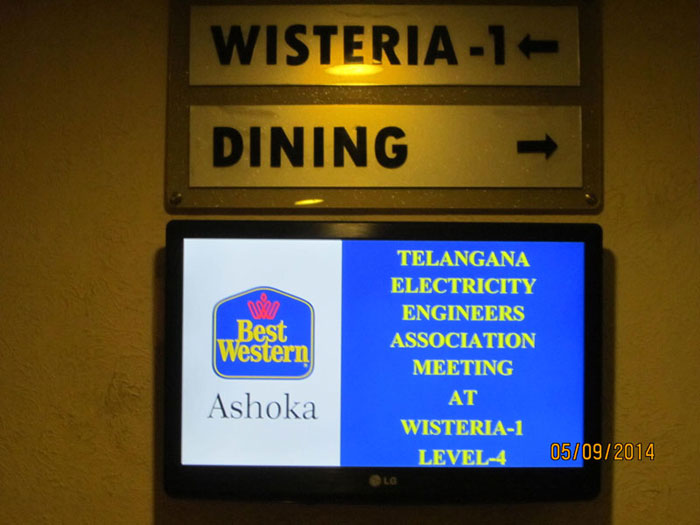 WISTERIA -1 ←
DINING →
Best
Western
Ashoka
TELANGANA
ELECTRICITY
ENGINEERS
ASSOCIATION
MEETING
AT
WISTERIA-1
LEVEL-4
05/09/2014
LG